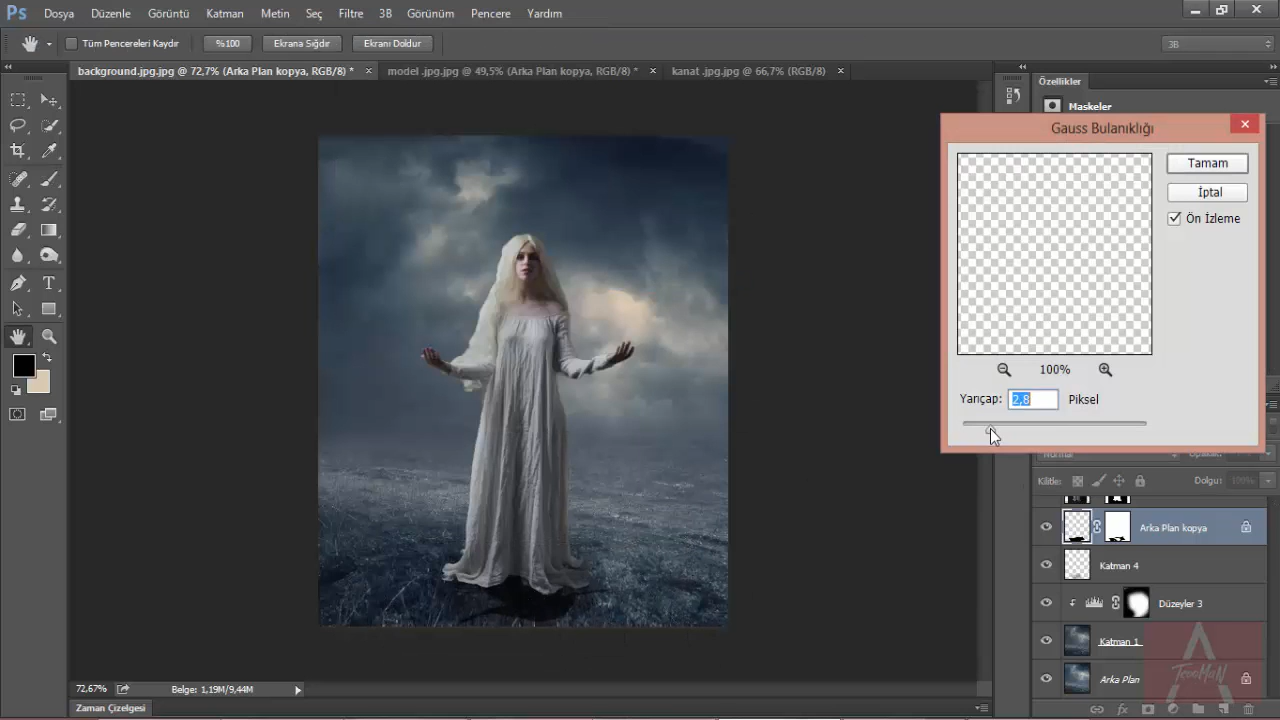 Ps Dosya Düzenle Görüntü Katman Metin Seç Filtre 3B Görünüm Pencere Yardım
Tüm Pencereleri Kaydır %100 Ekrana Sığdır Ekranı Doldur 3B
background.jpg.jpg @ 72,7% (Arka Plan kopya, RGB/8) * model .jpg.jpg @ 49,5% (Arka Plan kopya, RGB/8) * kanat .jpg.jpg @ 66,7% (RGB/8)
Özellikler
Maskeler
Gauss Bulanıklığı
Tamam
İptal
Ön İzleme
100%
Yarıçap: 2,8 Piksel
Normal
Kilitle: Dolgu: 100%
Arka Plan kopya
Katman 4
Düzeyler 3
Katman 1
Arka Plan
TeoMaN
72,67% Belge: 1,19M/9,44M
Zaman Çizelgesi